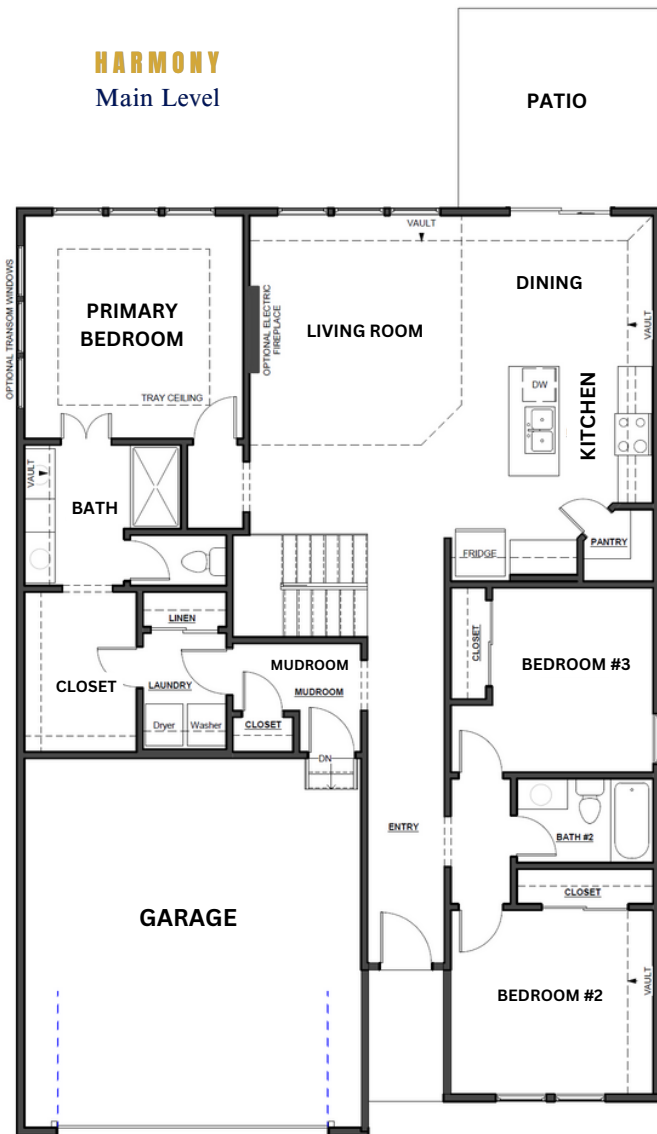 HARMONY
Main Level
PATIO
VAULT
OPTIONAL TRANSOM WINDOWS
PRIMARY
BEDROOM
TRAY CEILING
OPTIONAL ELECTRIC
FIREPLACE
LIVING ROOM
DINING
VAULT
DW
KITCHEN
VAULT
BATH
FRIDGE
PANTRY
LINEN
CLOSET
LAUNDRY
Dryer
Washer
MUDROOM
MUDROOM
CLOSET
DN
CLOSET
BEDROOM #3
ENTRY
BATH #2
CLOSET
GARAGE
BEDROOM #2
VAULT